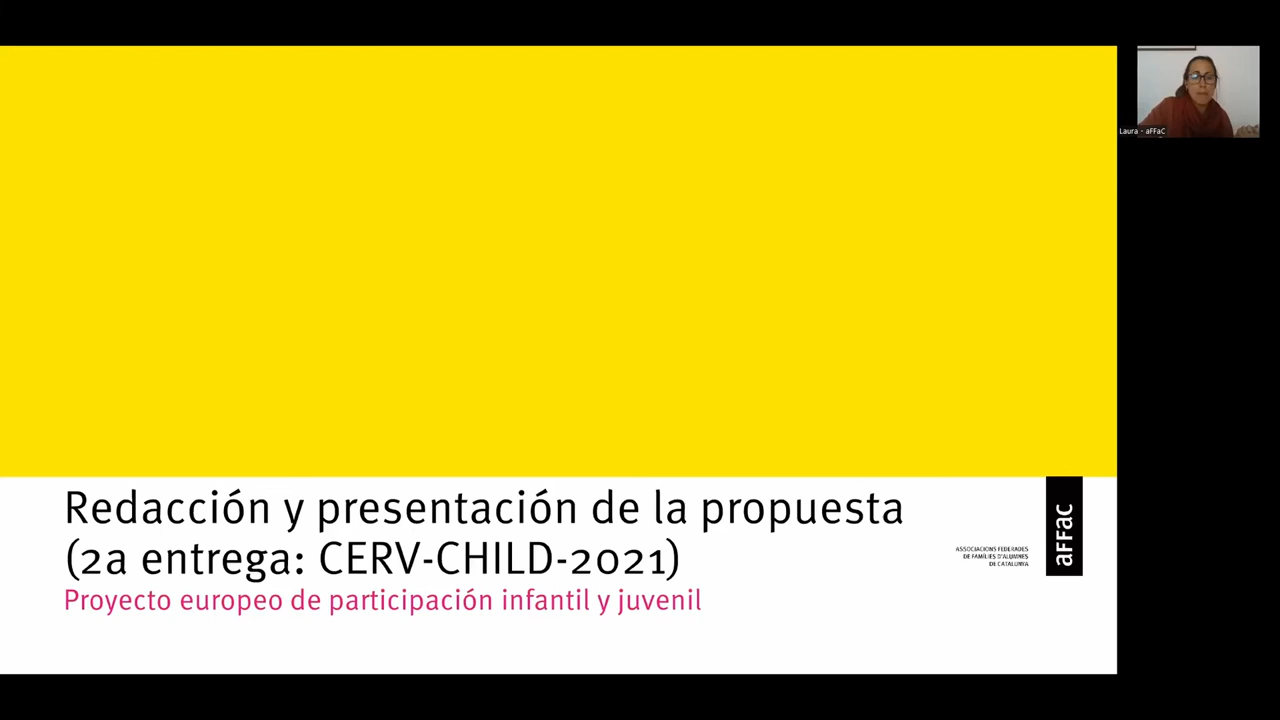 Laura - aFFaC
Redacción y presentación de la propuesta
(2a entrega: CERV-CHILD-2021)
Proyecto europeo de participación infantil y juvenil
ASSOCIACIONS FEDERADES
DE FAMÍLIES D'ALUMNES
DE CATALUNYA
aFFaC